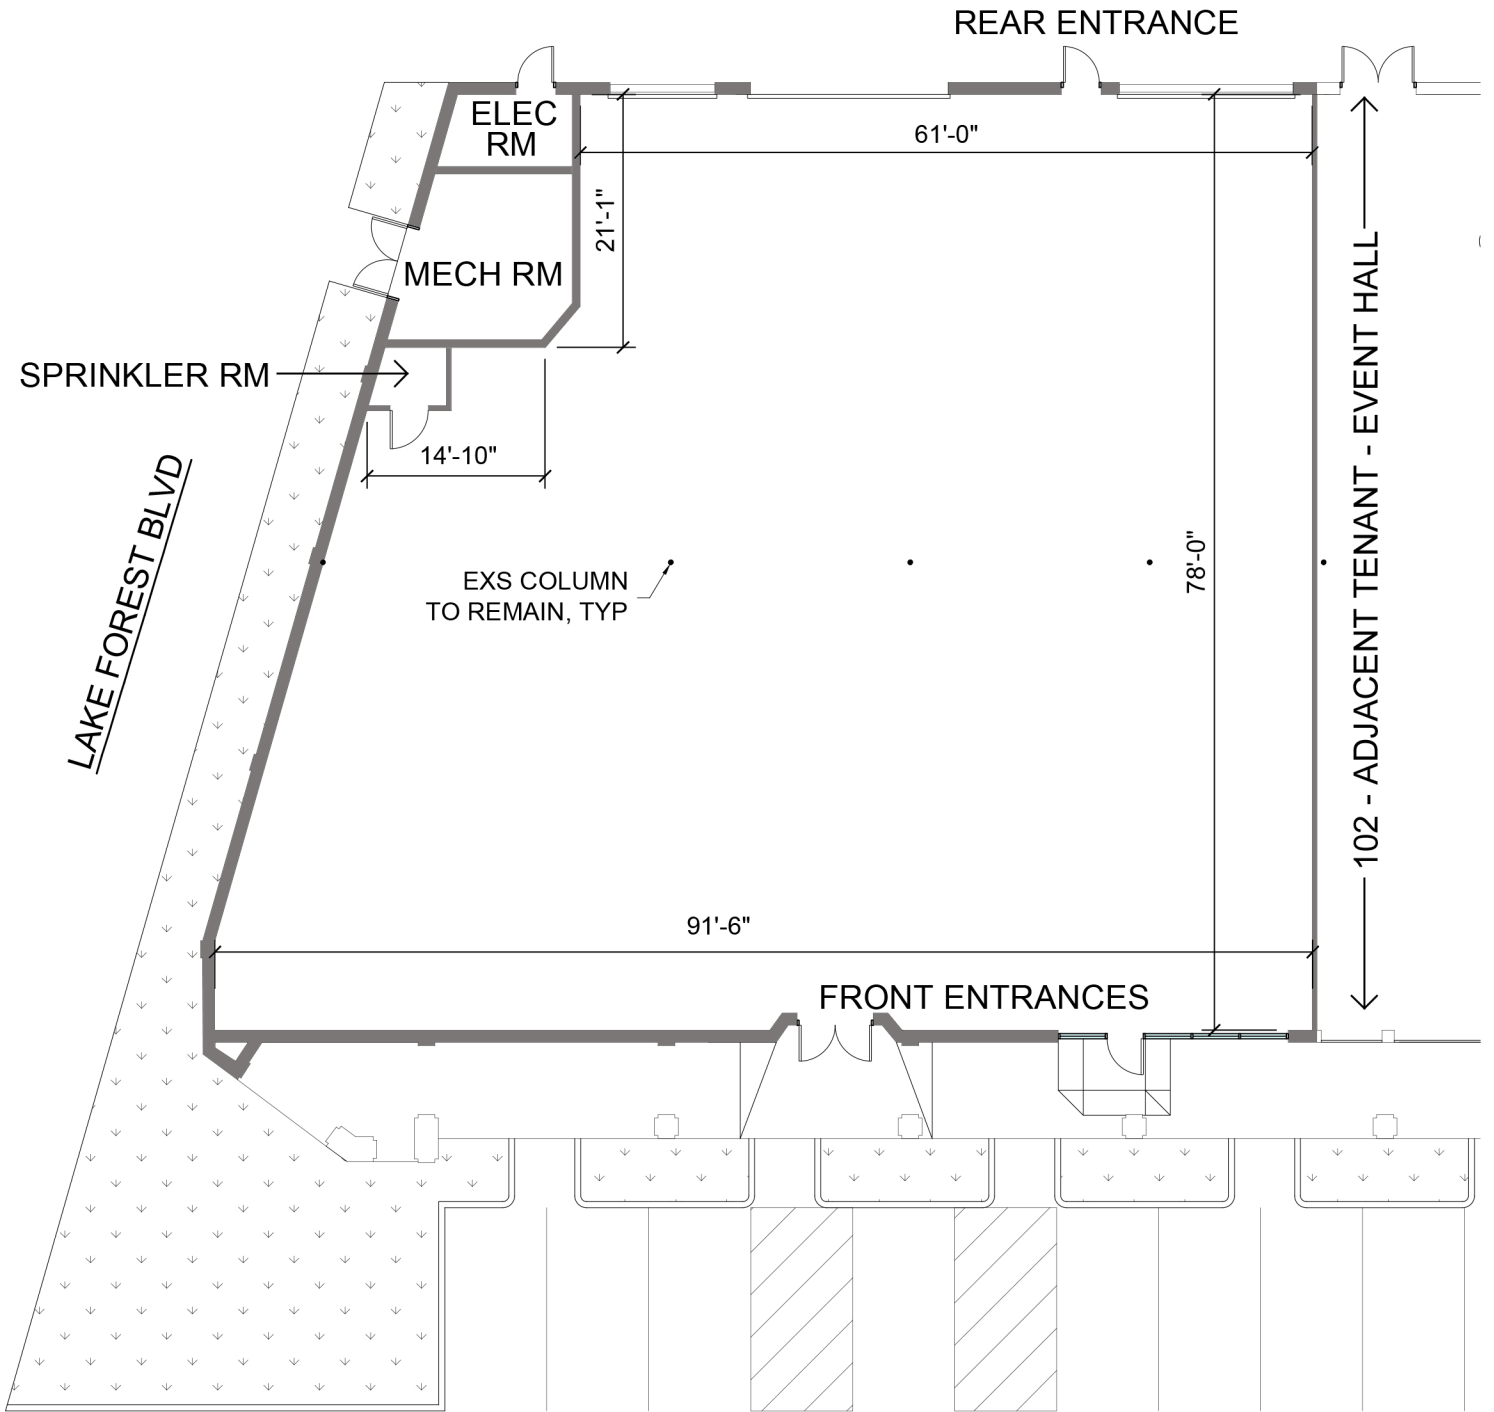 REAR ENTRANCE
ELEC
RM
61'-0"
21'-1"
MECH RM
SPRINKLER RM
14'-10"
LAKE FOREST BLVD
EXS COLUMN
TO REMAIN, TYP
78'-0"
102 - ADJACENT TENANT - EVENT HALL
91'-6"
FRONT ENTRANCES